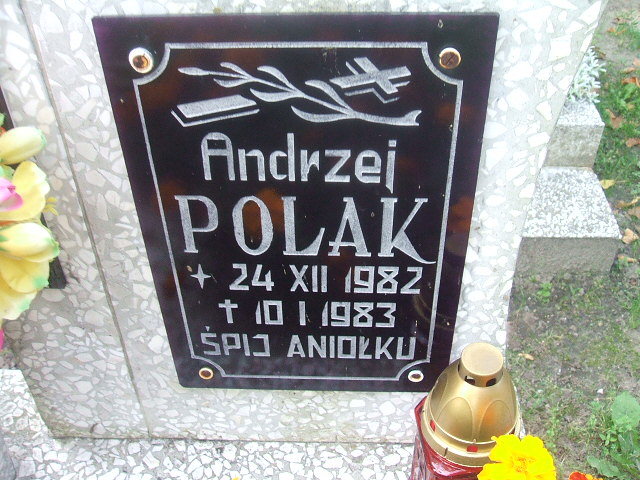 Andrzej
POLAK
+ 24 XII 1982
† 10 I 1983
ŚPIJ ANIOŁKU